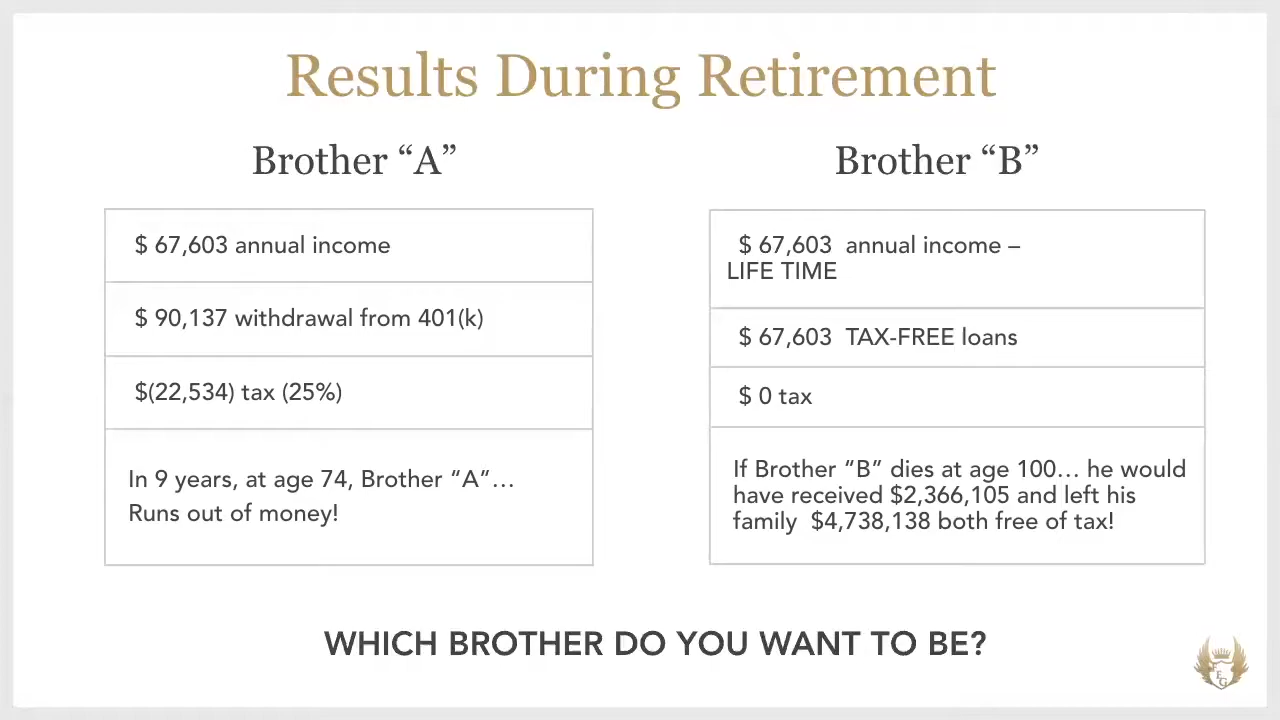 Results During Retirement
Brother “A”
$ 67,603 annual income
$ 90,137 withdrawal from 401(k)
$(22,534) tax (25%)
In 9 years, at age 74, Brother “A”…
Runs out of money!
Brother “B”
$ 67,603  annual income –
LIFE TIME
$ 67,603  TAX-FREE loans
$ 0 tax
If Brother “B” dies at age 100… he would
have received $2,366,105 and left his
family  $4,738,138 both free of tax!
WHICH BROTHER DO YOU WANT TO BE?